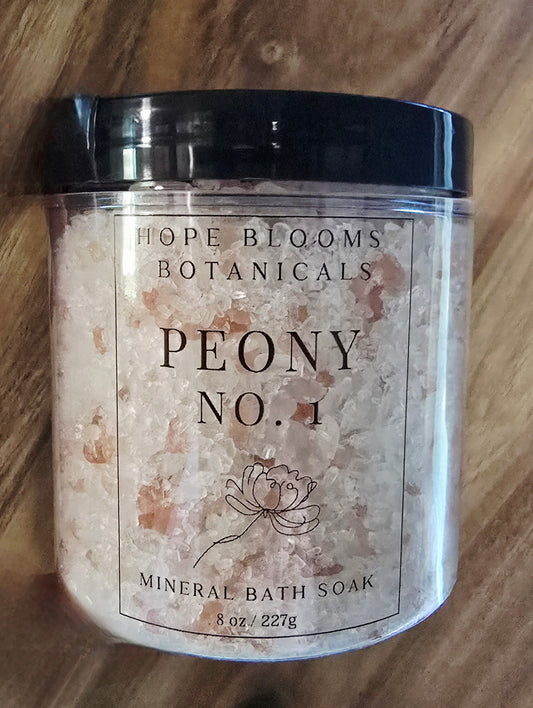 HOPE BLOOMS
BOTANICALS
PEONY
NO. 1
MINERAL BATH SOAK
8 oz / 227g